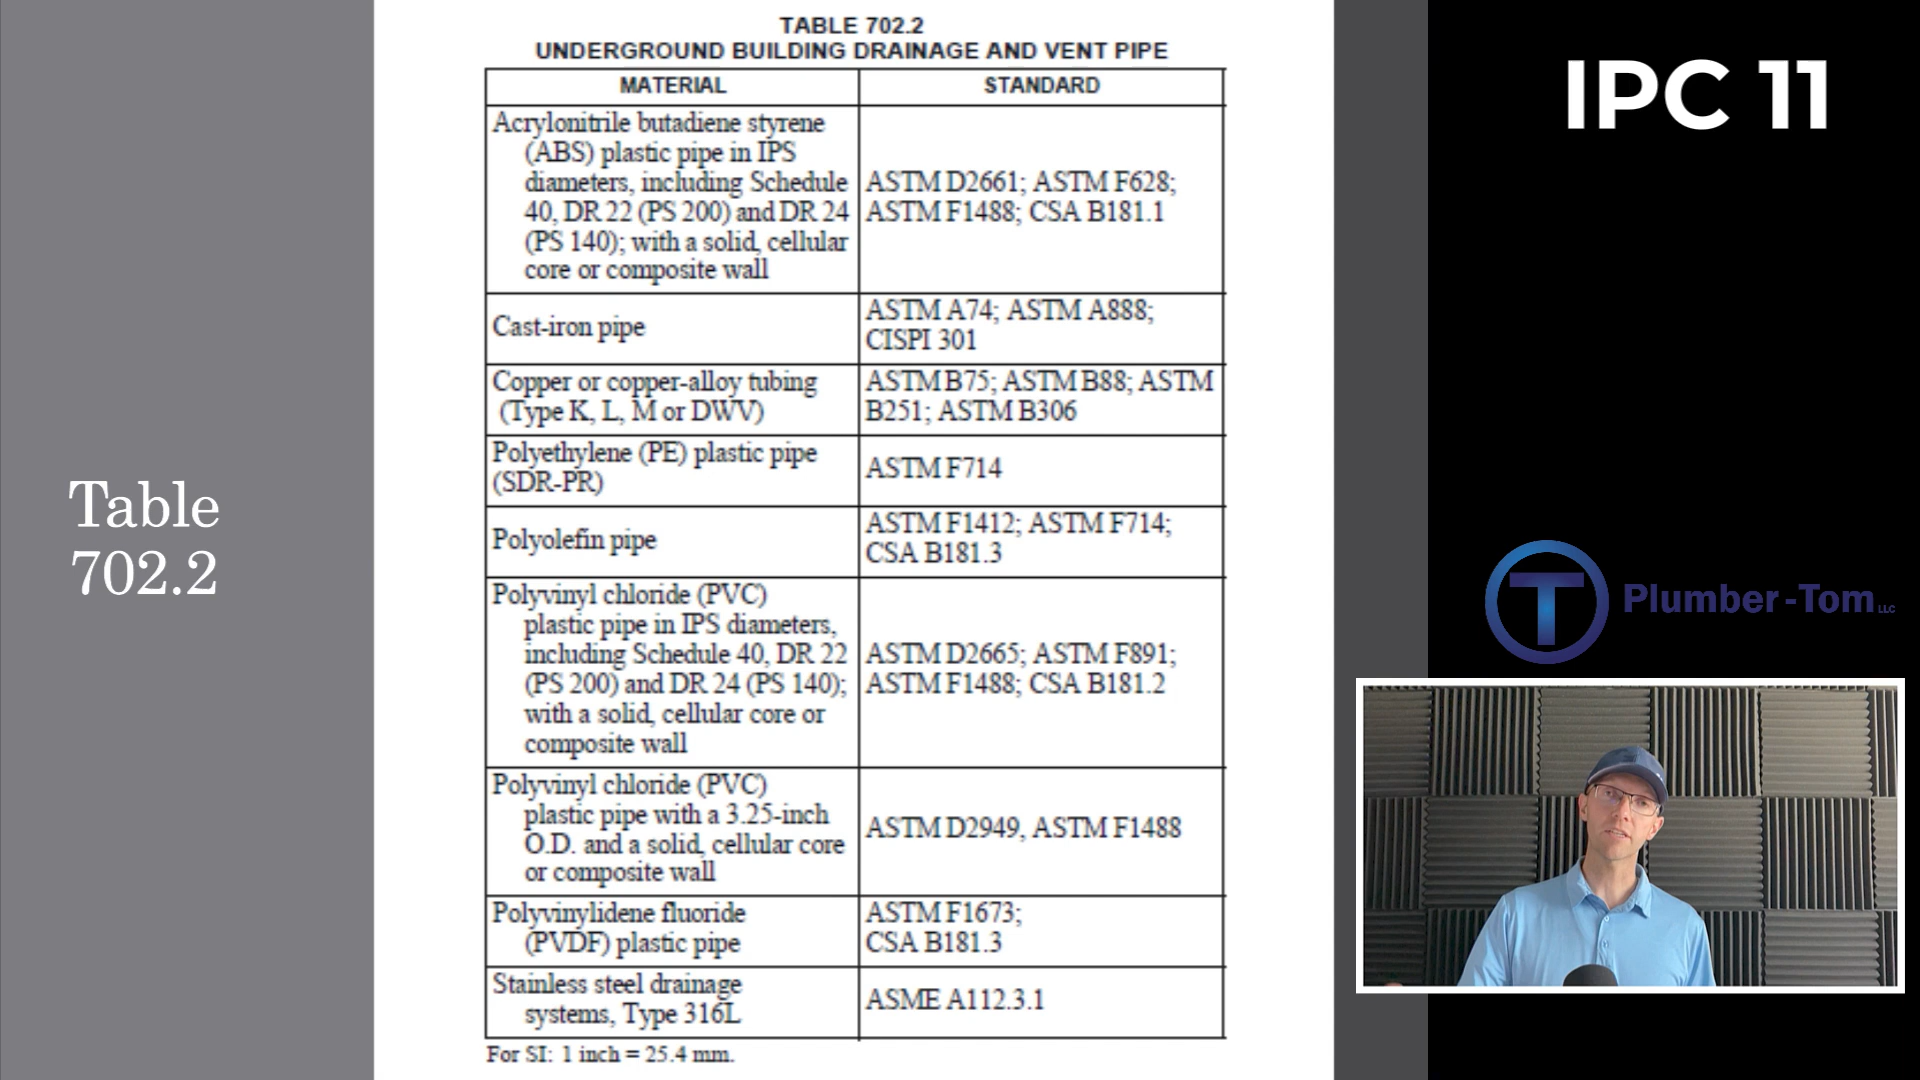 Table
702.2
TABLE 702.2
UNDERGROUND BUILDING DRAINAGE AND VENT PIPE
MATERIAL STANDARD
Acrylonitrile butadiene styrene
(ABS) plastic pipe in IPS
diameters, including Schedule
40, DR 22 (PS 200) and DR 24
(PS 140); with a solid, cellular
core or composite wall
ASTM D2661; ASTM F628;
ASTM F1488; CSA B181.1
Cast-iron pipe
ASTM A74; ASTM A888;
CISPI 301
Copper or copper-alloy tubing
(Type K, L, M or DWV)
ASTM B75; ASTM B88; ASTM
B251; ASTM B306
Polyethylene (PE) plastic pipe
(SDR-PR)
ASTM F714
Polyolefin pipe
ASTM F1412; ASTM F714;
CSA B181.3
Polyvinyl chloride (PVC)
plastic pipe in IPS diameters,
including Schedule 40, DR 22
(PS 200) and DR 24 (PS 140);
with a solid, cellular core or
composite wall
ASTM D2665; ASTM F891;
ASTM F1488; CSA B181.2
Polyvinyl chloride (PVC)
plastic pipe with a 3.25-inch
O.D. and a solid, cellular core
or composite wall
ASTM D2949, ASTM F1488
Polyvinylidene fluoride
(PVDF) plastic pipe
ASTM F1673;
CSA B181.3
Stainless steel drainage
systems, Type 316L
ASME A112.3.1
For SI: 1 inch = 25.4 mm.
IPC 11
T Plumber-Tom LLC